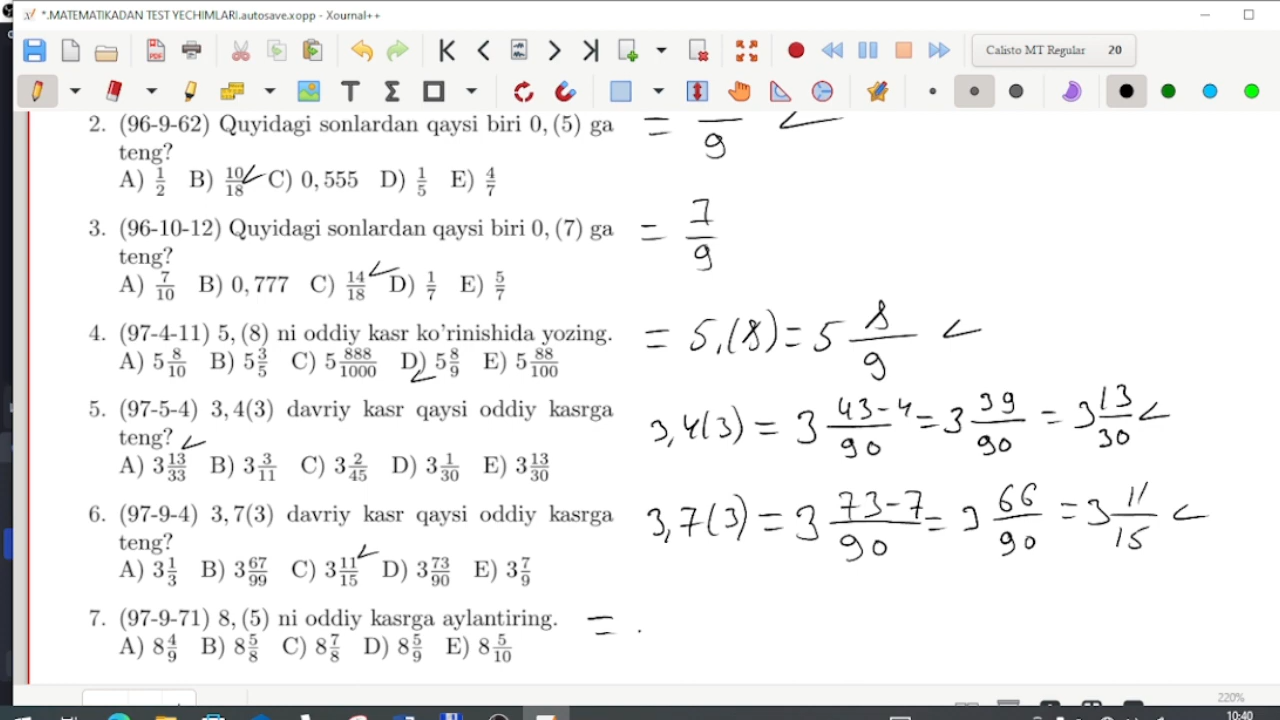 *.MATEMATIKADAN TEST YECHIMLARI.autosave.xopp - Xournal++
Calisto MT Regular 20
2. (96-9-62) Quyidagi sonlardan qaysi biri 0, (5) ga
teng?
A) 1/2 B) 10/18 C) 0, 555 D) 1/5 E) 4/7
= /9
3. (96-10-12) Quyidagi sonlardan qaysi biri 0, (7) ga
teng?
A) 7/10 B) 0, 777 C) 14/18 D) 1/7 E) 5/7
= 7/9
4. (97-4-11) 5, (8) ni oddiy kasr ko'rinishida yozing.
A) 5 8/10 B) 5 3/5 C) 5 888/1000 D) 5 8/9 E) 5 88/100
= 5,(8) = 5 8/9
5. (97-5-4) 3, 4(3) davriy kasr qaysi oddiy kasrga
teng?
A) 3 13/33 B) 3 3/11 C) 3 2/45 D) 3 1/30 E) 3 13/30
3,4(3) = 3 43-4/90 = 3 39/90 = 3 13/30
6. (97-9-4) 3, 7(3) davriy kasr qaysi oddiy kasrga
teng?
A) 3 1/3 B) 3 67/99 C) 3 11/15 D) 3 73/90 E) 3 7/9
3,7(3) = 3 73-7/90 = 3 66/90 = 3 11/15
7. (97-9-71) 8, (5) ni oddiy kasrga aylantiring. =
A) 8 4/9 B) 8 5/8 C) 8 7/8 D) 8 5/9 E) 8 5/10
220%
10:40